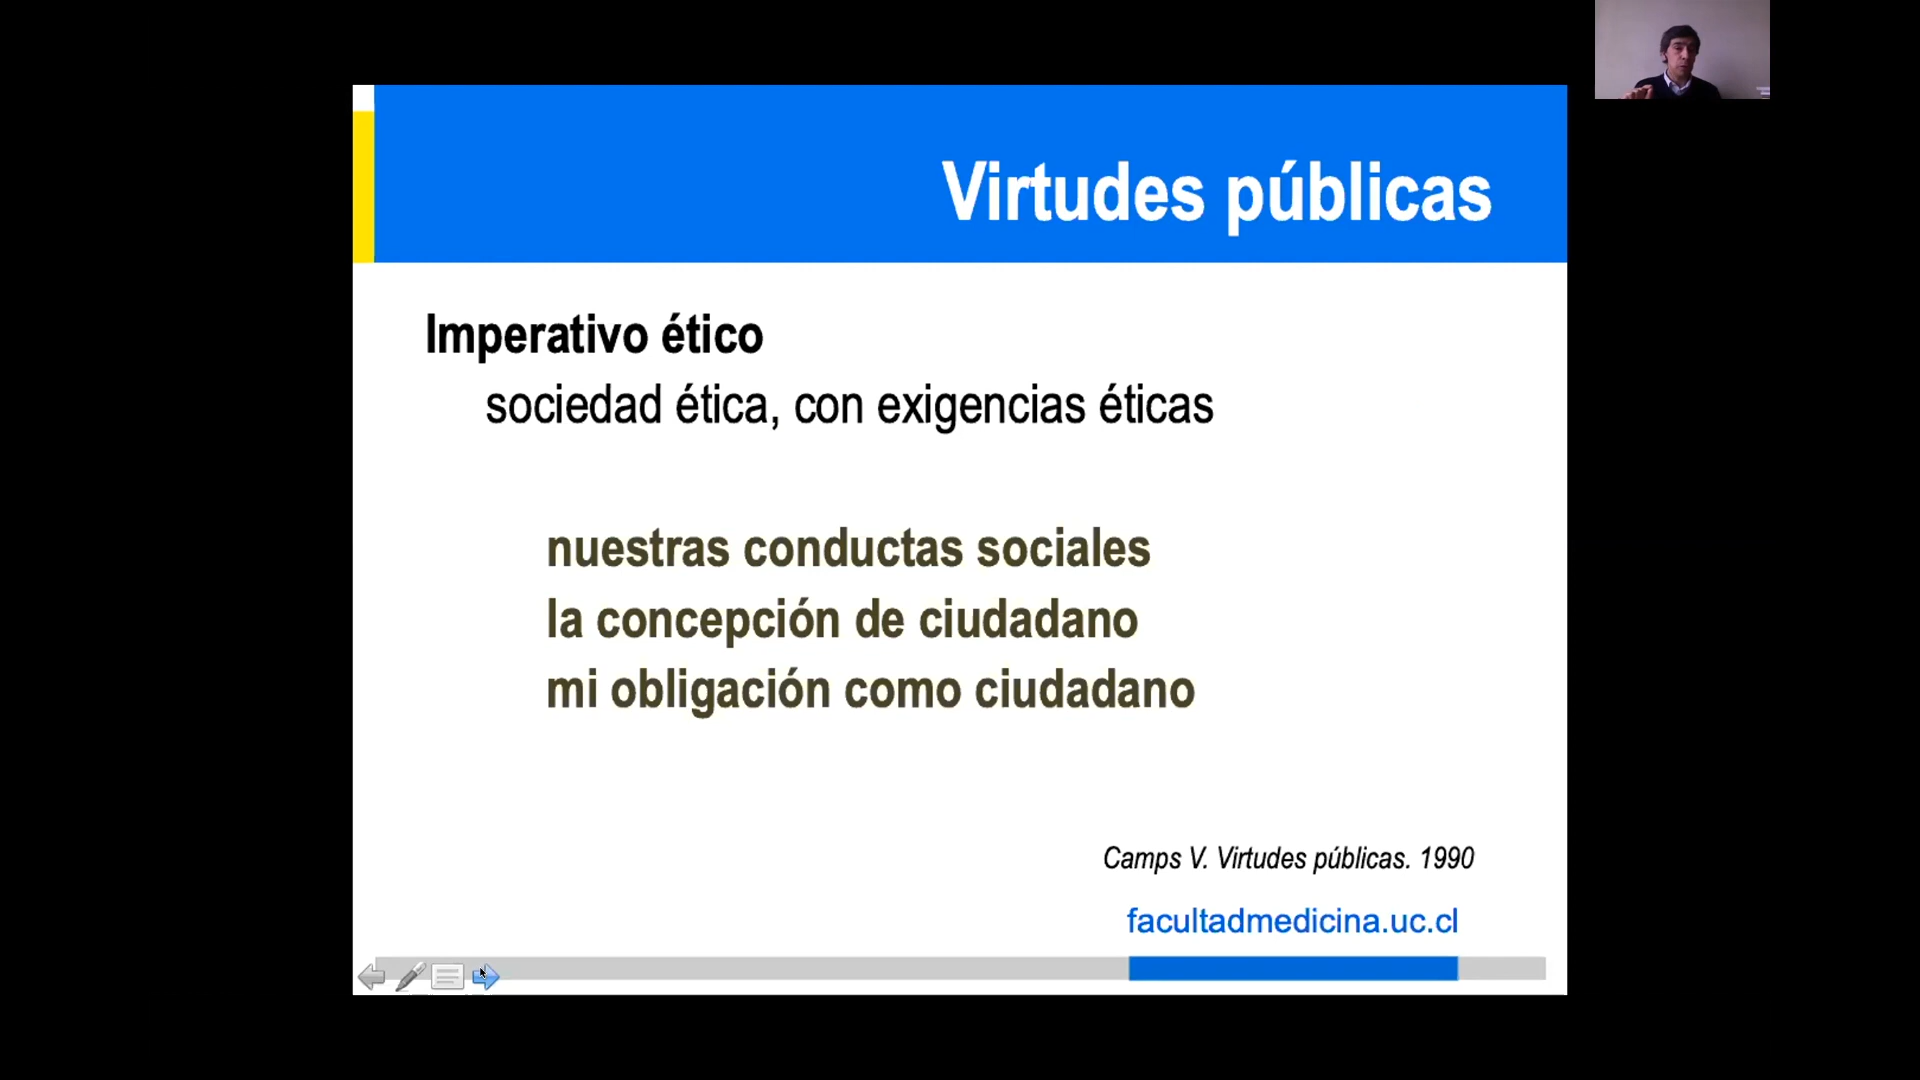 Virtudes públicas
Imperativo ético
sociedad ética, con exigencias éticas
nuestras conductas sociales
la concepción de ciudadano
mi obligación como ciudadano
Camps V. Virtudes públicas. 1990
facultadmedicina.uc.cl